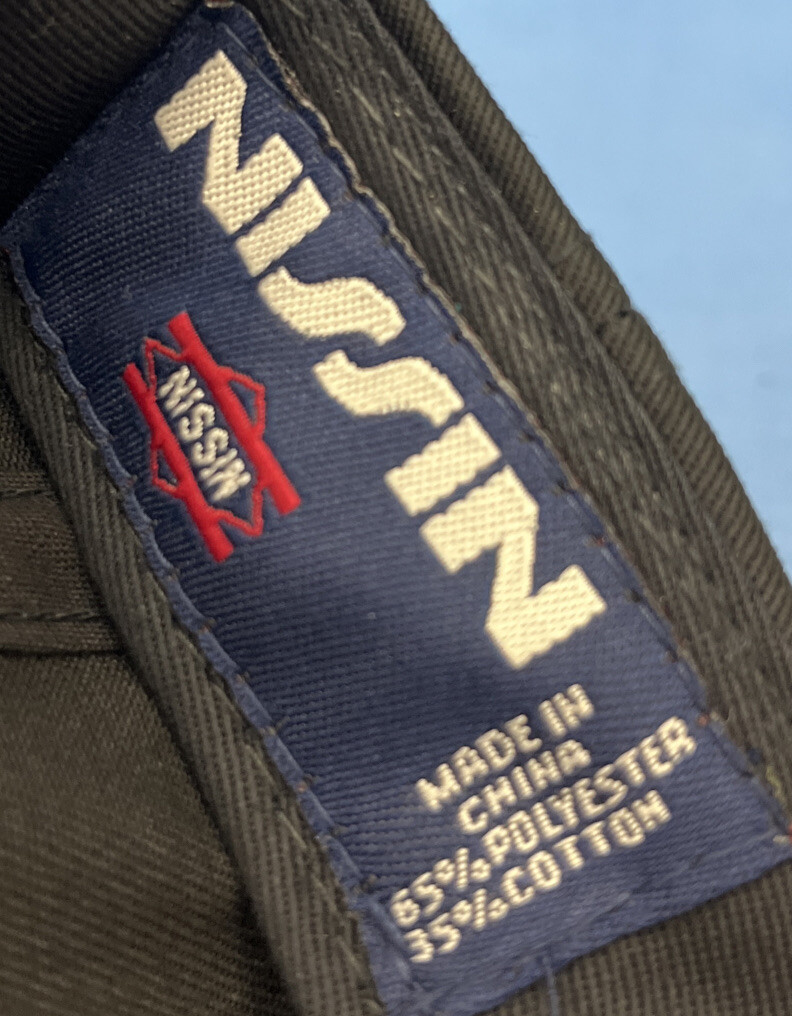 NISSIN
NISSIN
MADE IN
CHINA
65%POLYESTER
35%COTTON